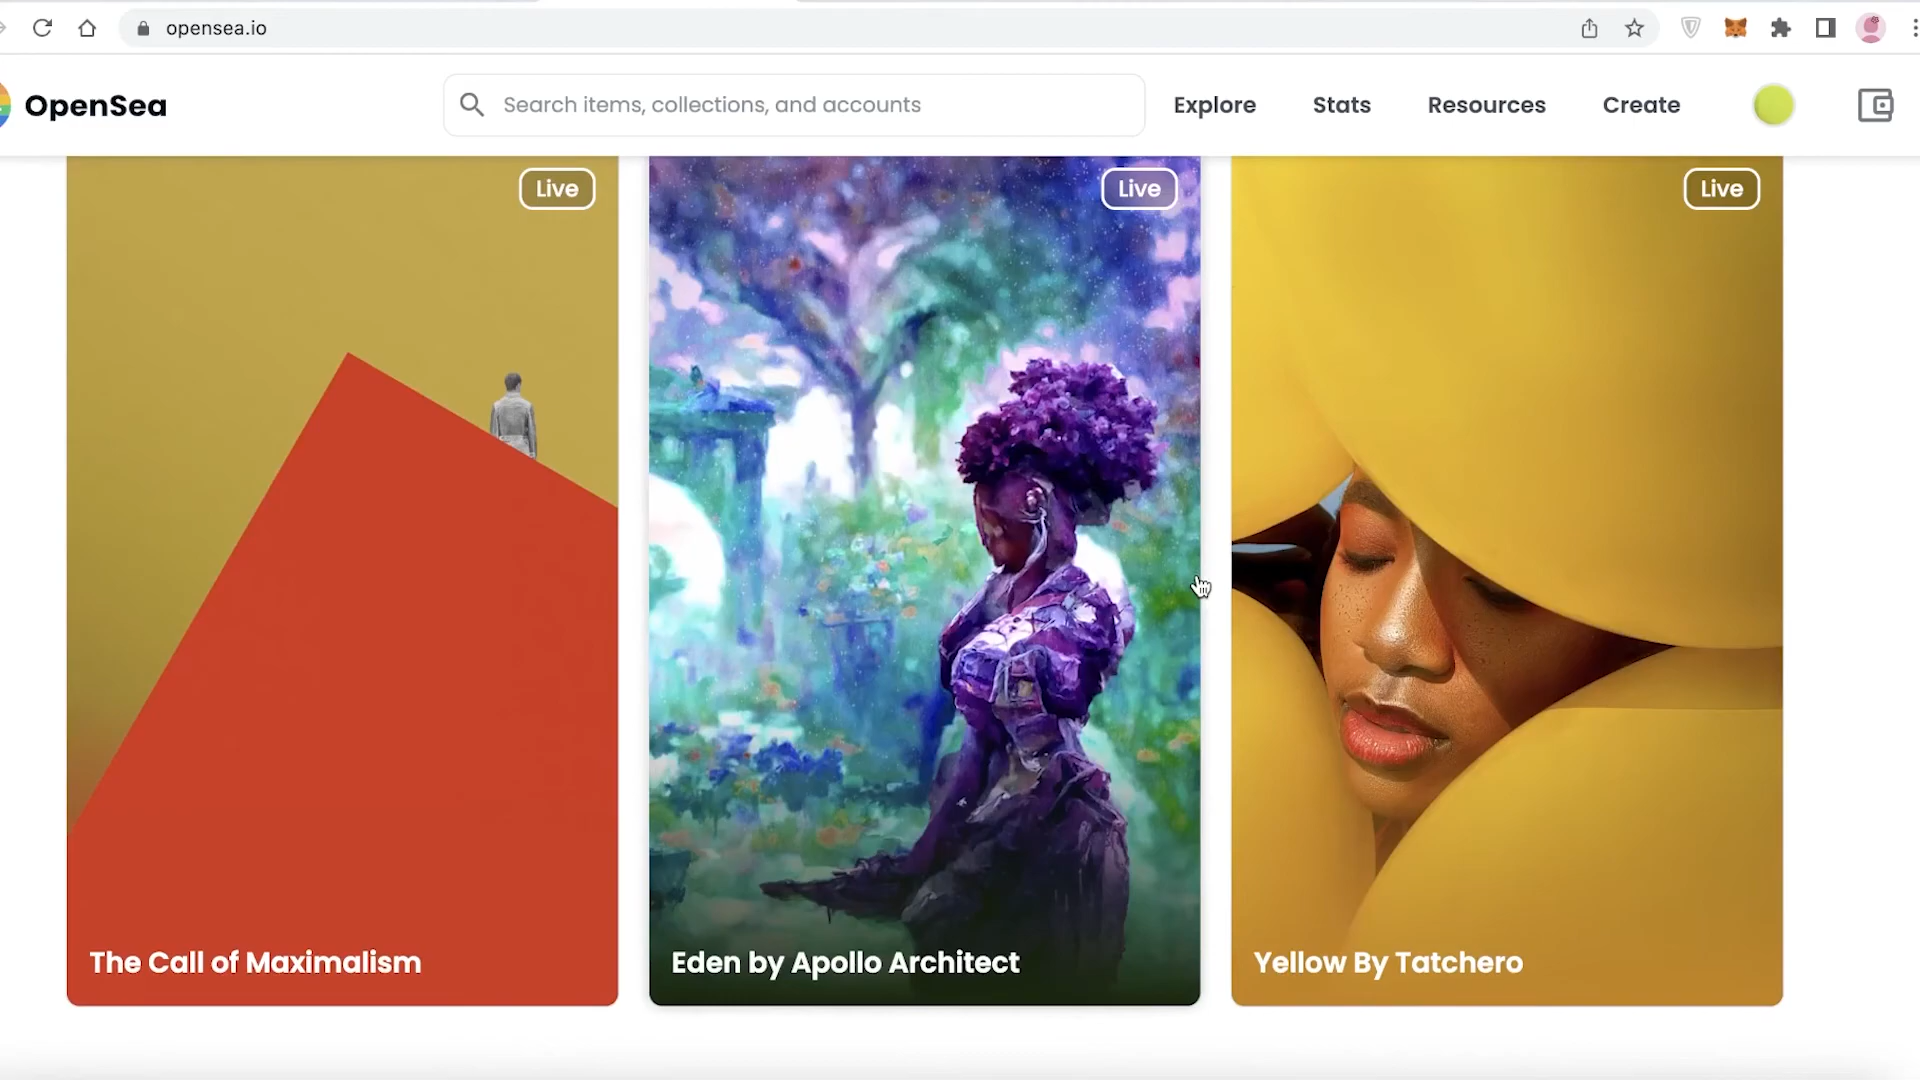 opensea.io
OpenSea
Search items, collections, and accounts
Explore
Stats
Resources
Create
Live
Live
Live
The Call of Maximalism
Eden by Apollo Architect
Yellow By Tatchero